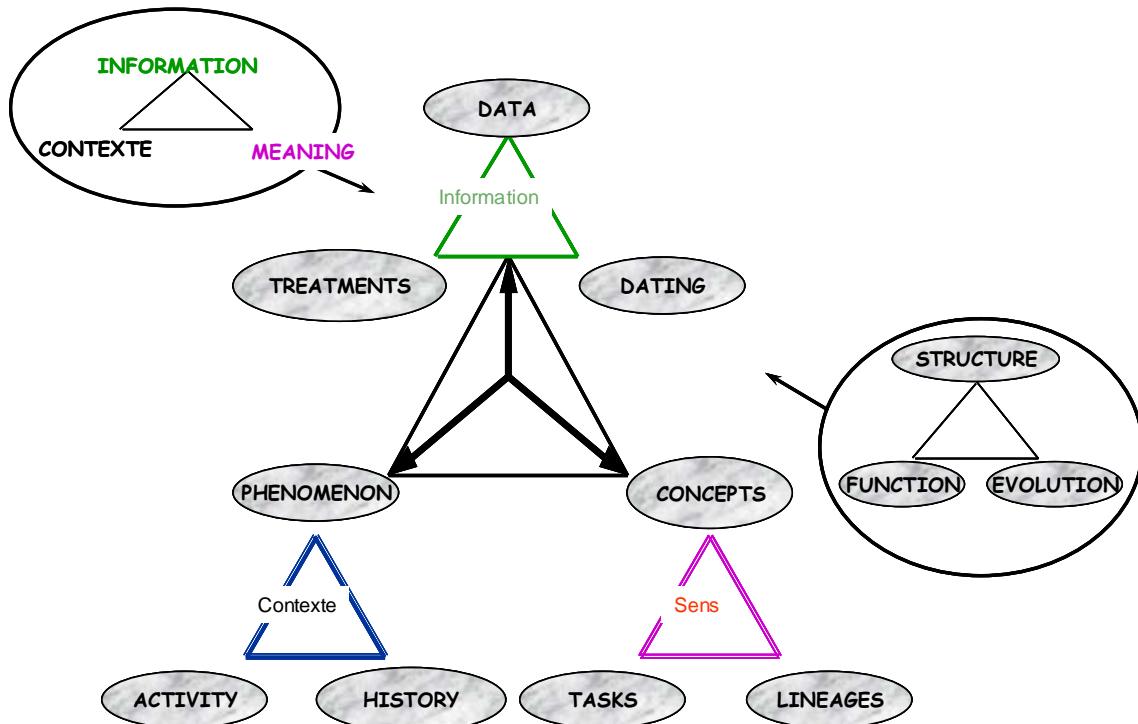 INFORMATION
CONTEXTE
MEANING
DATA
Information
TREATMENTS
DATING
STRUCTURE
FUNCTION
EVOLUTION
PHENOMENON
CONCEPTS
Contexte
Sens
ACTIVITY
HISTORY
TASKS
LINEAGES